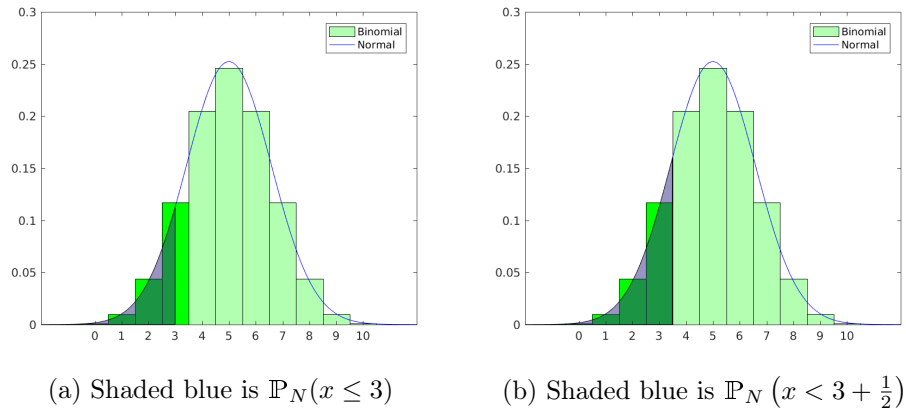 0.3
0.25
0.2
0.15
0.1
0.05
0
0 1 2 3 4 5 6 7 8 9 10
Binomial
Normal
(a) Shaded blue is ℙ_N(x ≤ 3)
0.3
0.25
0.2
0.15
0.1
0.05
0
0 1 2 3 4 5 6 7 8 9 10
Binomial
Normal
(b) Shaded blue is ℙ_N (x < 3 + 1/2)